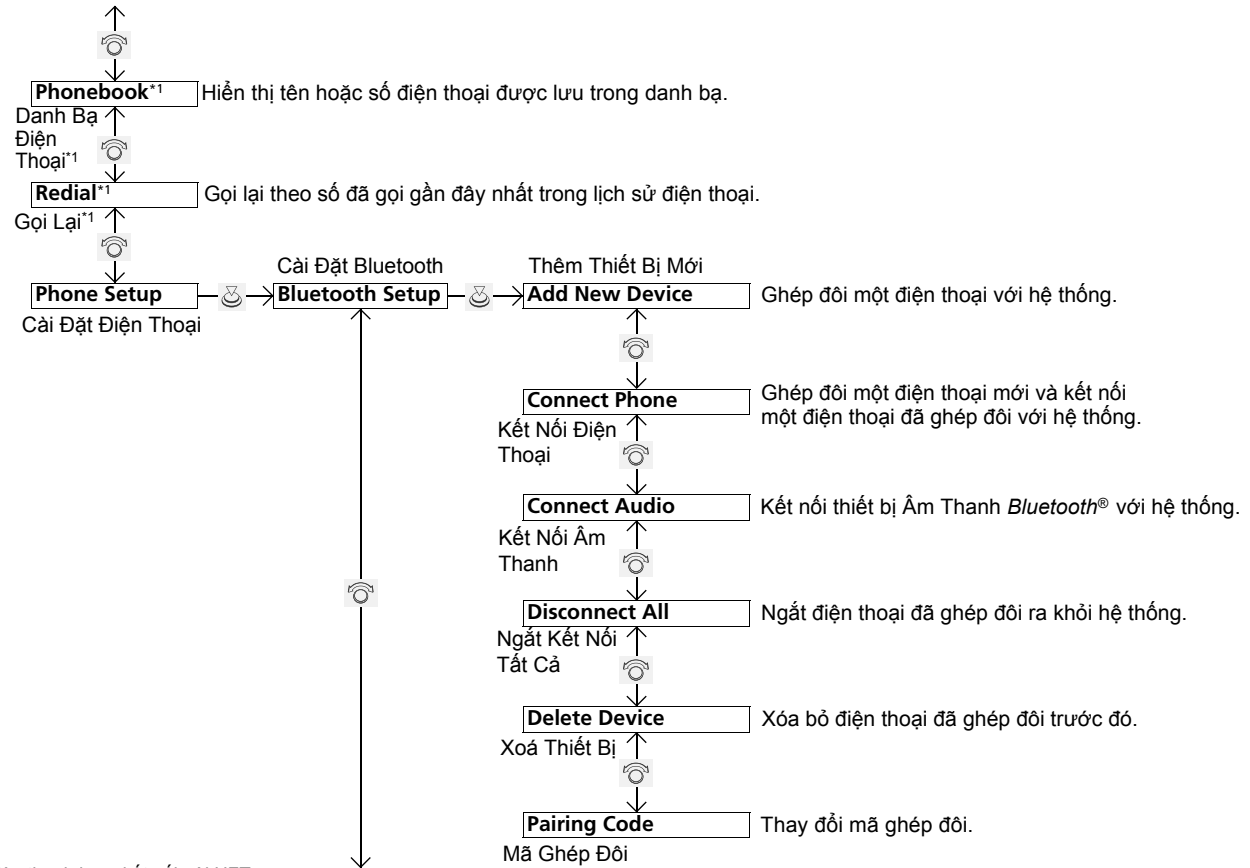 Phonebook*1 Hiển thị tên hoặc số điện thoại được lưu trong danh bạ.
Danh Bạ
Điện
Thoại*1
Redial*1 Gọi lại theo số đã gọi gần đây nhất trong lịch sử điện thoại.
Gọi Lại*1
Cài Đặt Bluetooth Thêm Thiết Bị Mới
Phone Setup Bluetooth Setup Add New Device Ghép đôi một điện thoại với hệ thống.
Cài Đặt Điện Thoại
Connect Phone Ghép đôi một điện thoại mới và kết nối
một điện thoại đã ghép đôi với hệ thống.
Kết Nối Điện
Thoại
Connect Audio Kết nối thiết bị Âm Thanh Bluetooth® với hệ thống.
Kết Nối Âm
Thanh
Disconnect All Ngắt điện thoại đã ghép đôi ra khỏi hệ thống.
Ngắt Kết Nối
Tất Cả
Delete Device Xóa bỏ điện thoại đã ghép đôi trước đó.
Xoá Thiết Bị
Pairing Code Thay đổi mã ghép đôi.
Mã Ghép Đôi